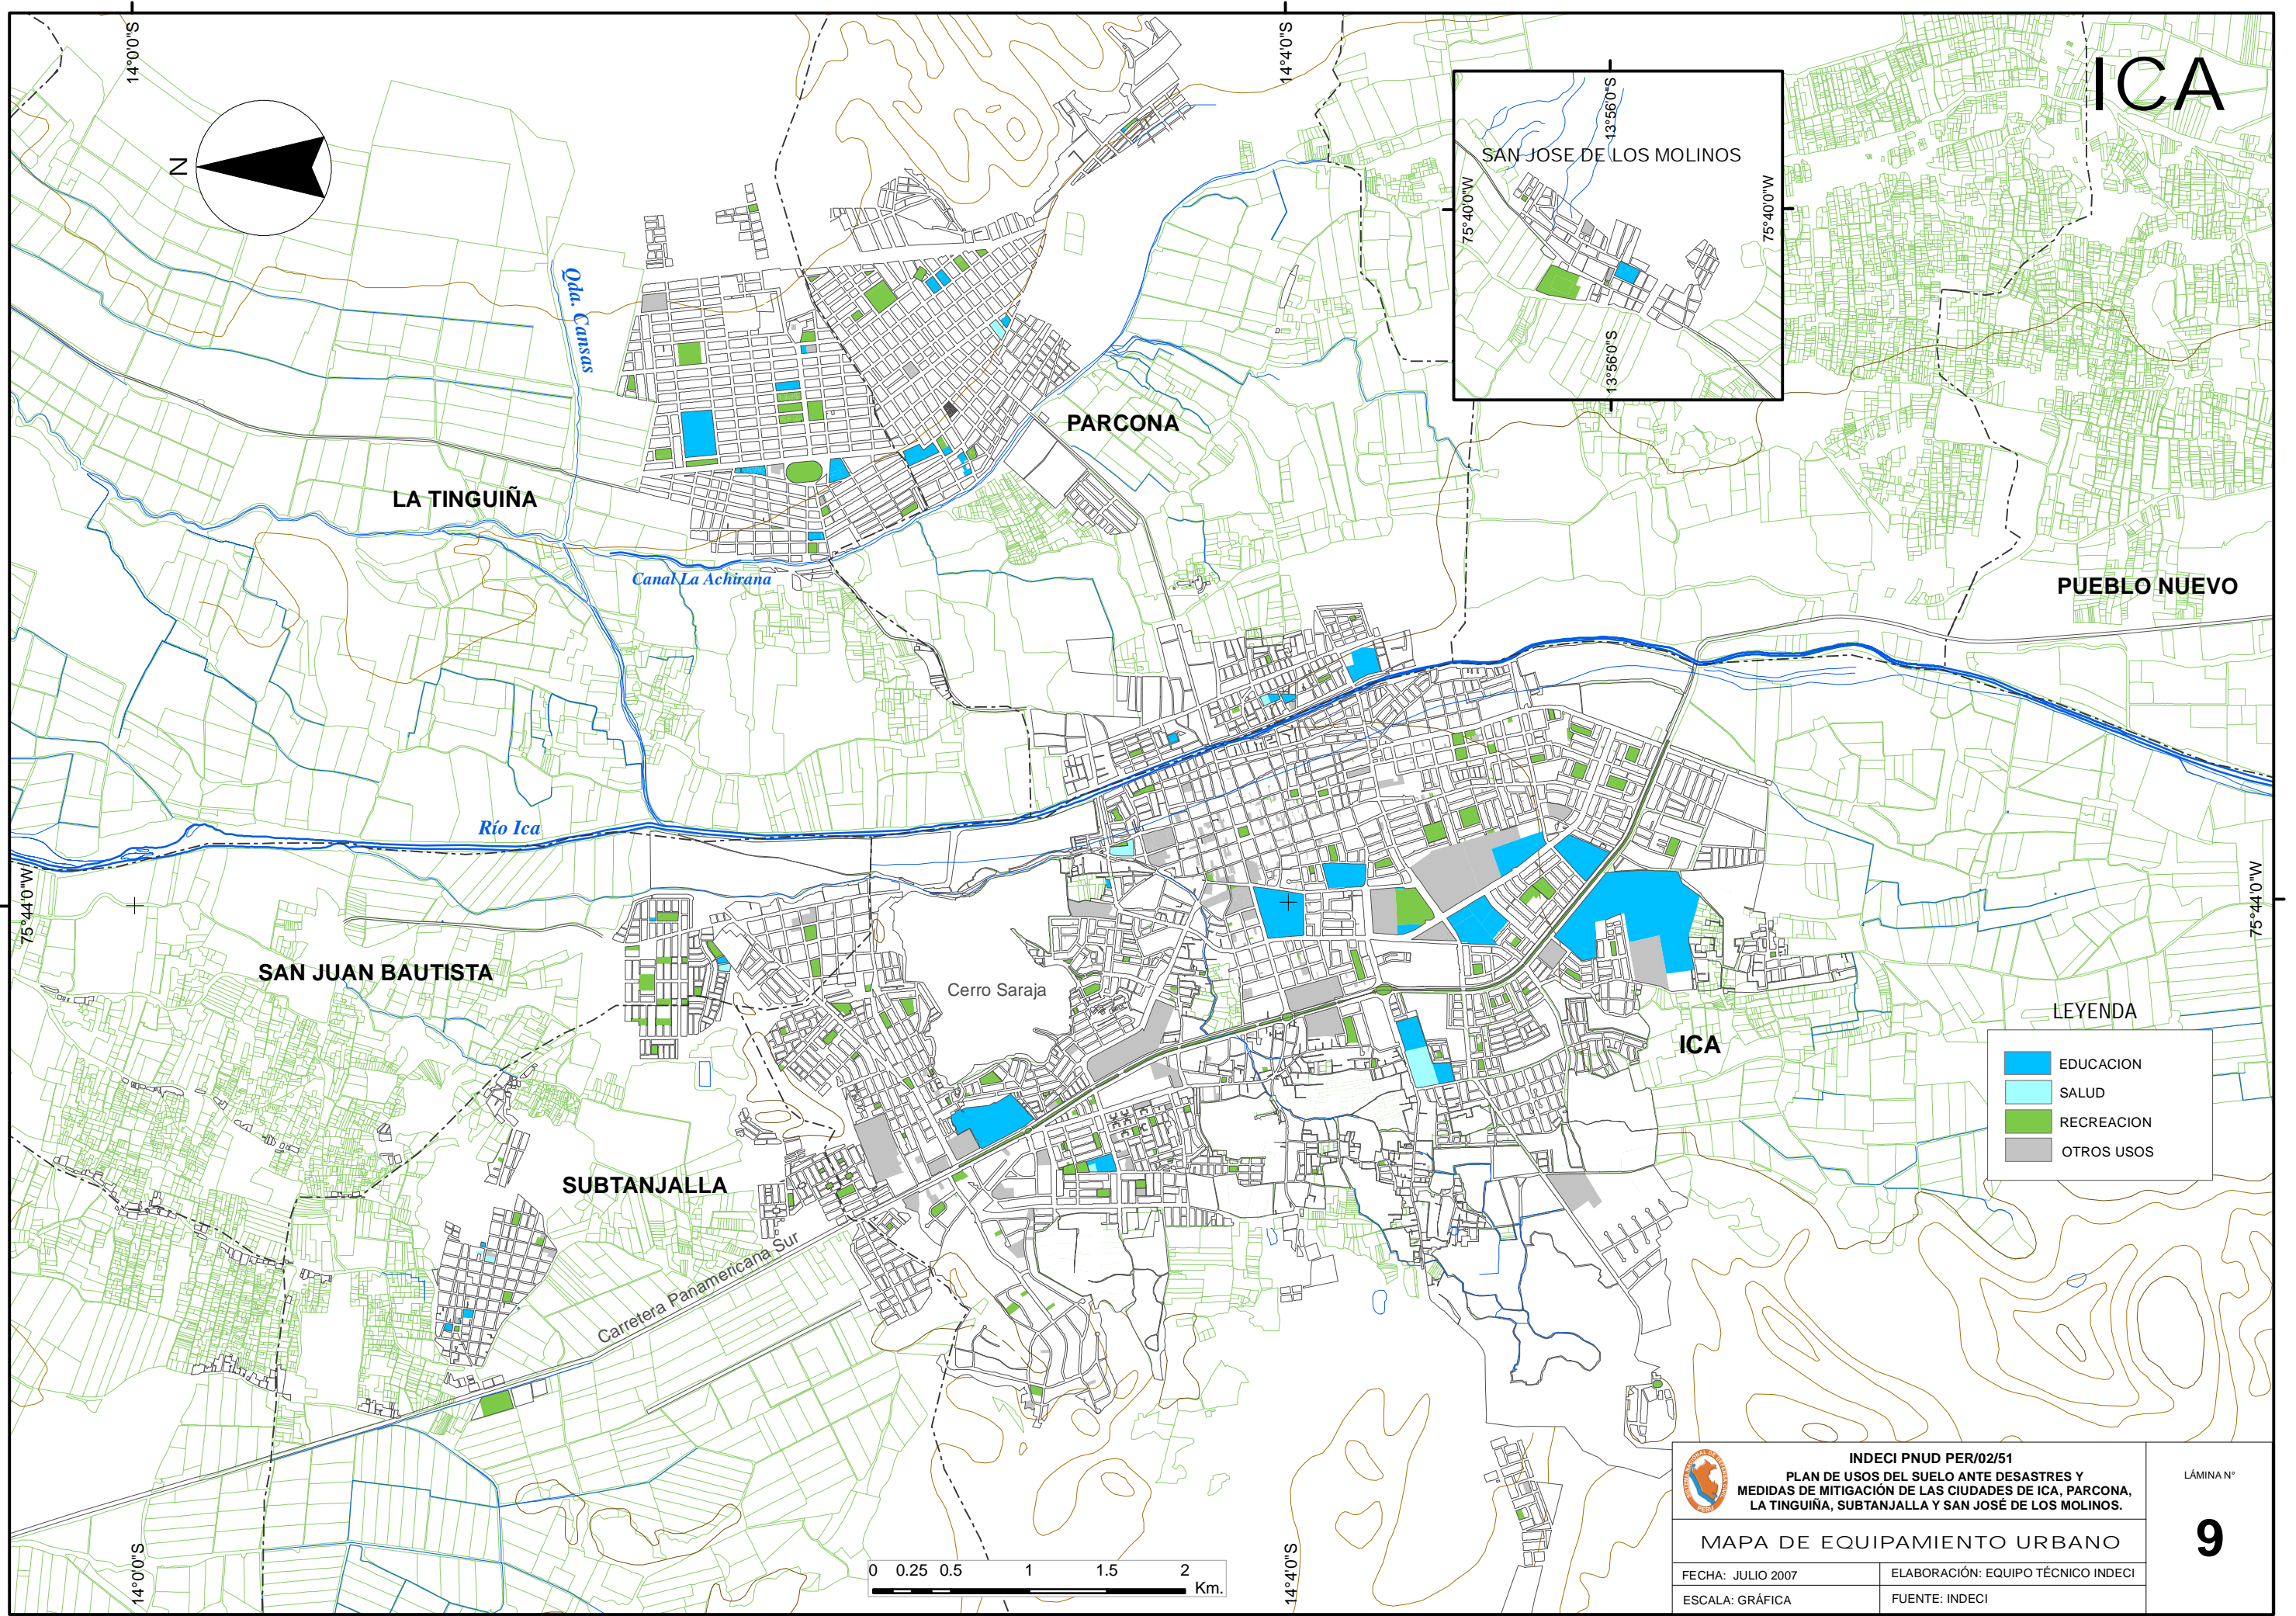 14°0'0"S
14°4'0"S
ICA
N
13°56'0"S
SAN JOSE DE LOS MOLINOS
75°40'0"W
75°40'0"W
13°56'0"S
Qda. Cansas
PARCONA
LA TINGUIÑA
Canal La Achirana
PUEBLO NUEVO
Río Ica
75°44'0"W
75°44'0"W
SAN JUAN BAUTISTA
Cerro Saraja
ICA
SUBTANJALLA
Carretera Panamericana Sur
LEYENDA
EDUCACION
SALUD
RECREACION
OTROS USOS
0 0.25 0.5 1 1.5 2
Km.
14°0'0"S
14°4'0"S
INDECI PNUD PER/02/51
PLAN DE USOS DEL SUELO ANTE DESASTRES Y
MEDIDAS DE MITIGACIÓN DE LAS CIUDADES DE ICA, PARCONA,
LA TINGUIÑA, SUBTANJALLA Y SAN JOSÉ DE LOS MOLINOS.
MAPA DE EQUIPAMIENTO URBANO
FECHA: JULIO 2007
ELABORACIÓN: EQUIPO TÉCNICO INDECI
ESCALA: GRÁFICA
FUENTE: INDECI
LÁMINA N°
9